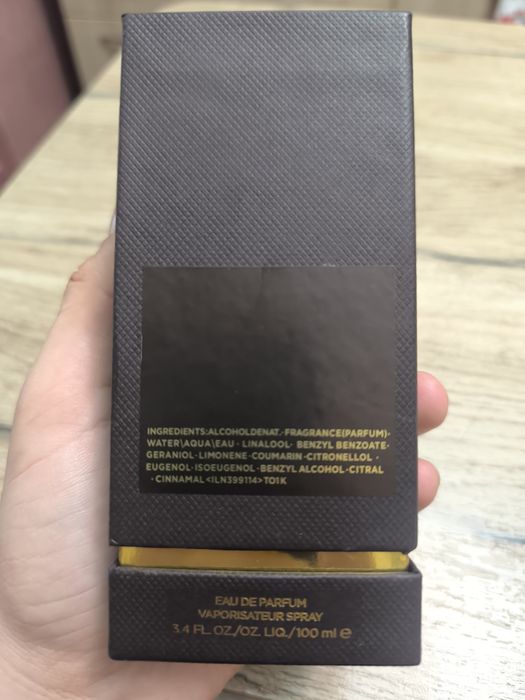 INGREDIENTS:ALCOHOLDENAT.·FRAGRANCE(PARFUM)·
WATER\AQUA\EAU · LINALOOL · BENZYL BENZOATE·
GERANIOL·LIMONENE·COUMARIN·CITRONELLOL ·
EUGENOL·ISOEUGENOL·BENZYL ALCOHOL·CITRAL
·CINNAMAL<ILN399114>TO1K
EAU DE PARFUM
VAPORISATEUR SPRAY
3.4 FL. OZ./OZ. LIQ./100 ml ℮